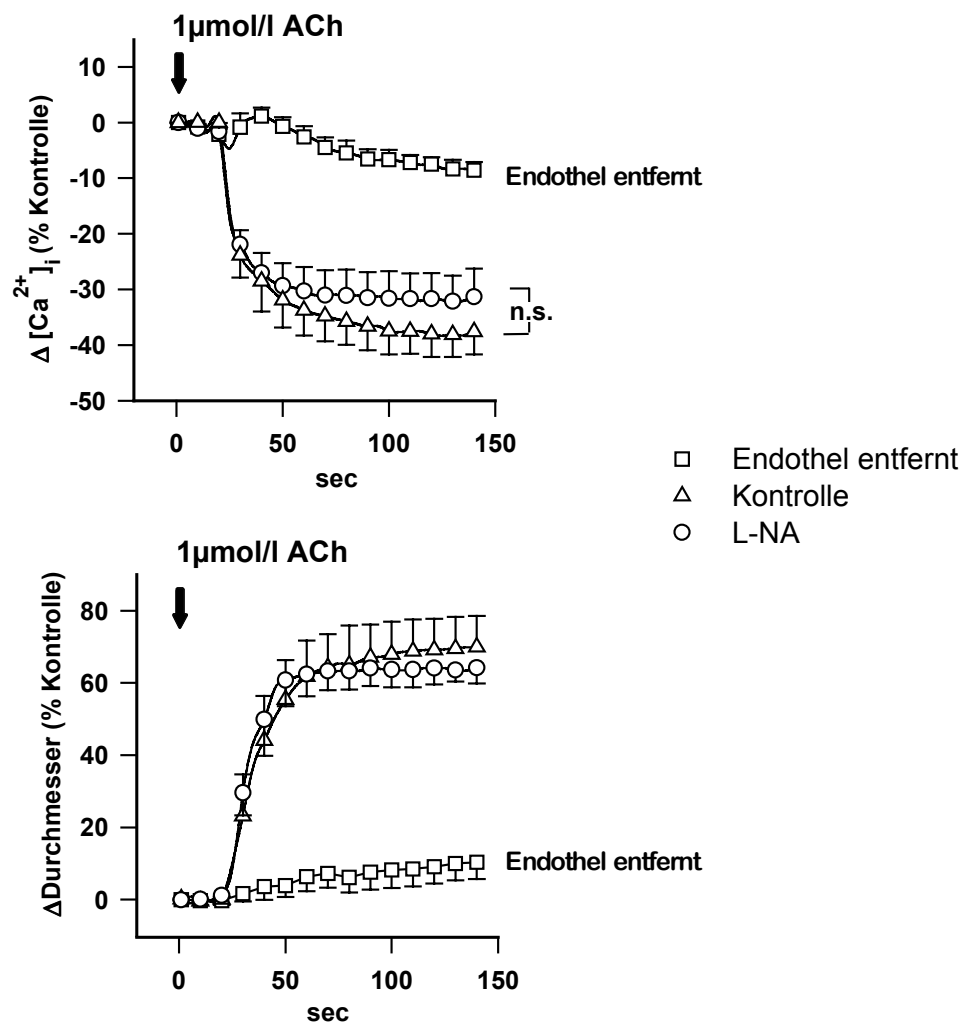 1µmol/l ACh
Δ [Ca²⁺]ᵢ (% Kontrolle)
10
0
-10
-20
-30
-40
-50
Endothel entfernt
n.s.
0 50 100 150
sec
Endothel entfernt
Kontrolle
L-NA
1µmol/l ACh
ΔDurchmesser (% Kontrolle)
80
60
40
20
0
Endothel entfernt
0 50 100 150
sec